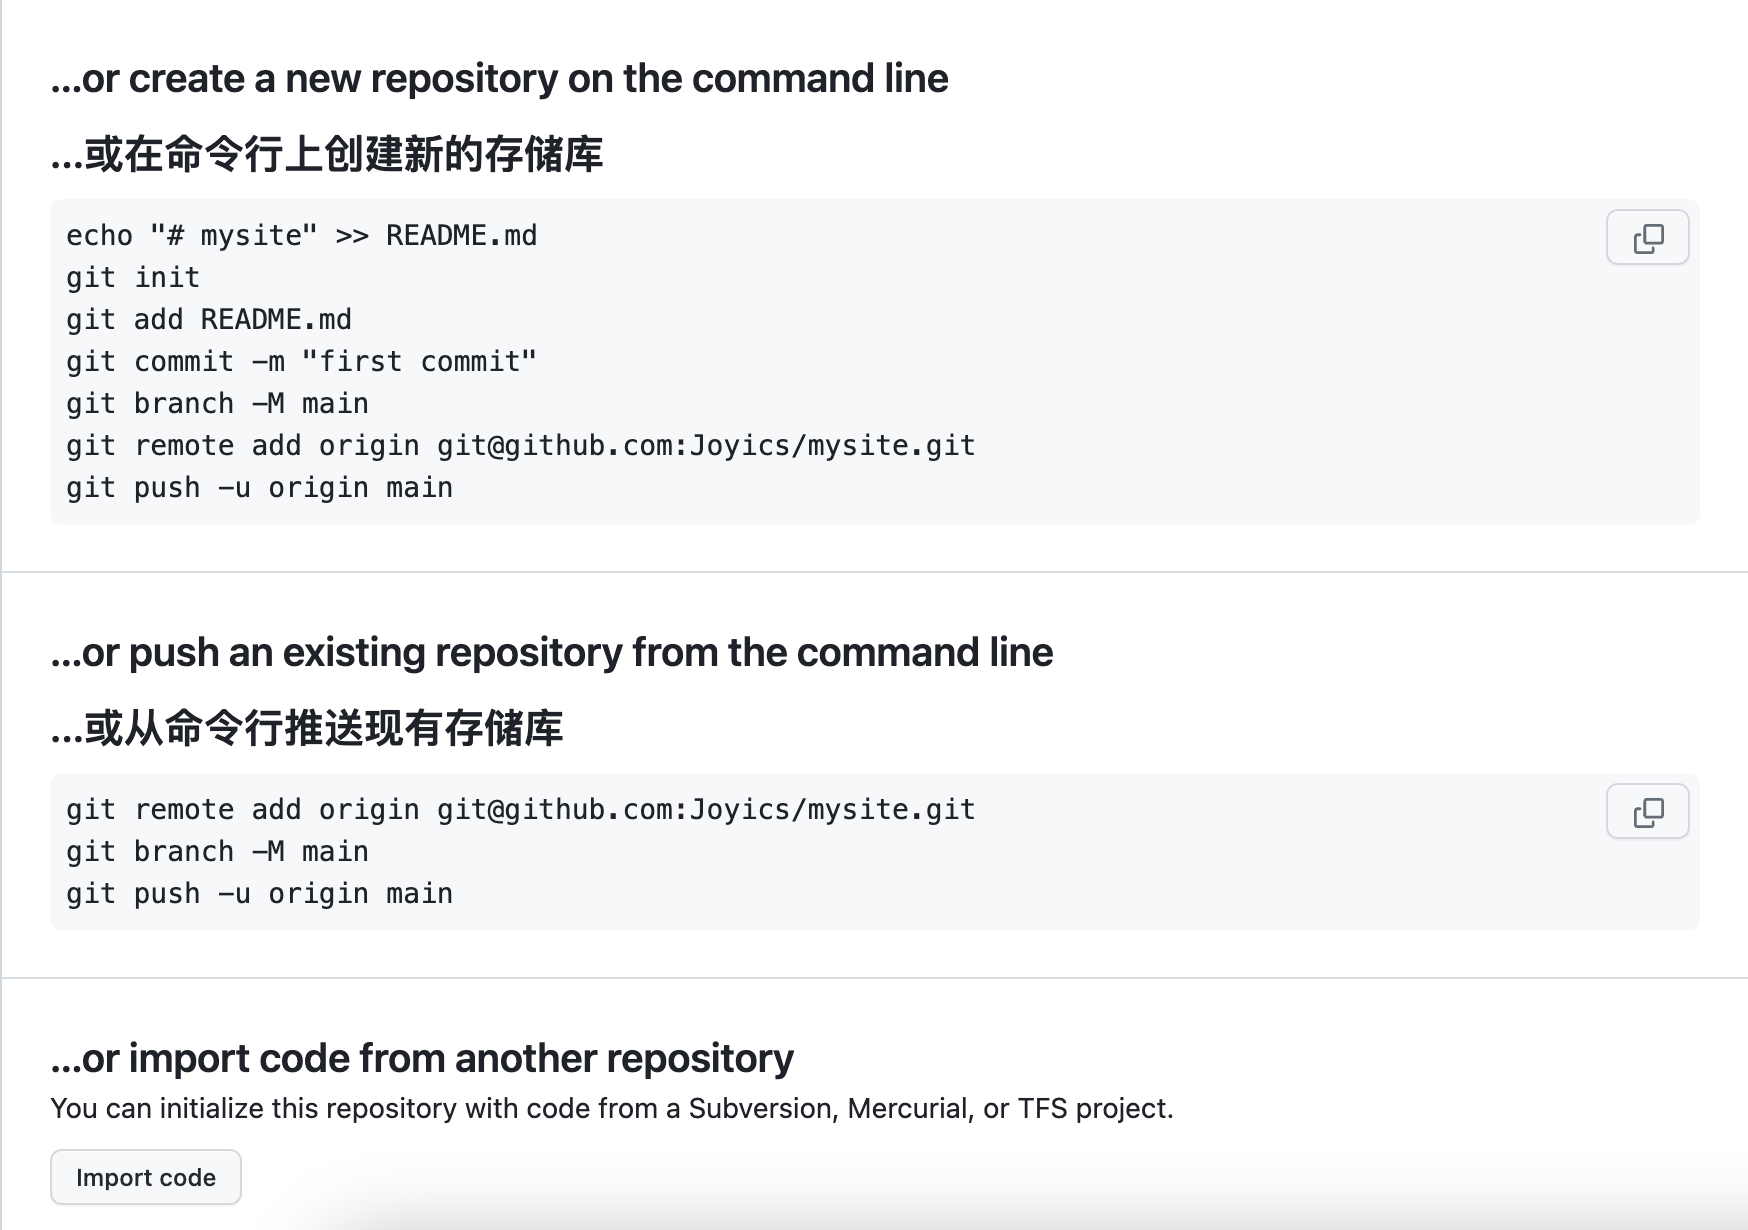 ...or create a new repository on the command line
...或在命令行上创建新的存储库
echo "# mysite" >> README.md
git init
git add README.md
git commit -m "first commit"
git branch -M main
git remote add origin git@github.com:Joyics/mysite.git
git push -u origin main
...or push an existing repository from the command line
...或从命令行推送现有存储库
git remote add origin git@github.com:Joyics/mysite.git
git branch -M main
git push -u origin main
...or import code from another repository
You can initialize this repository with code from a Subversion, Mercurial, or TFS project.
Import code